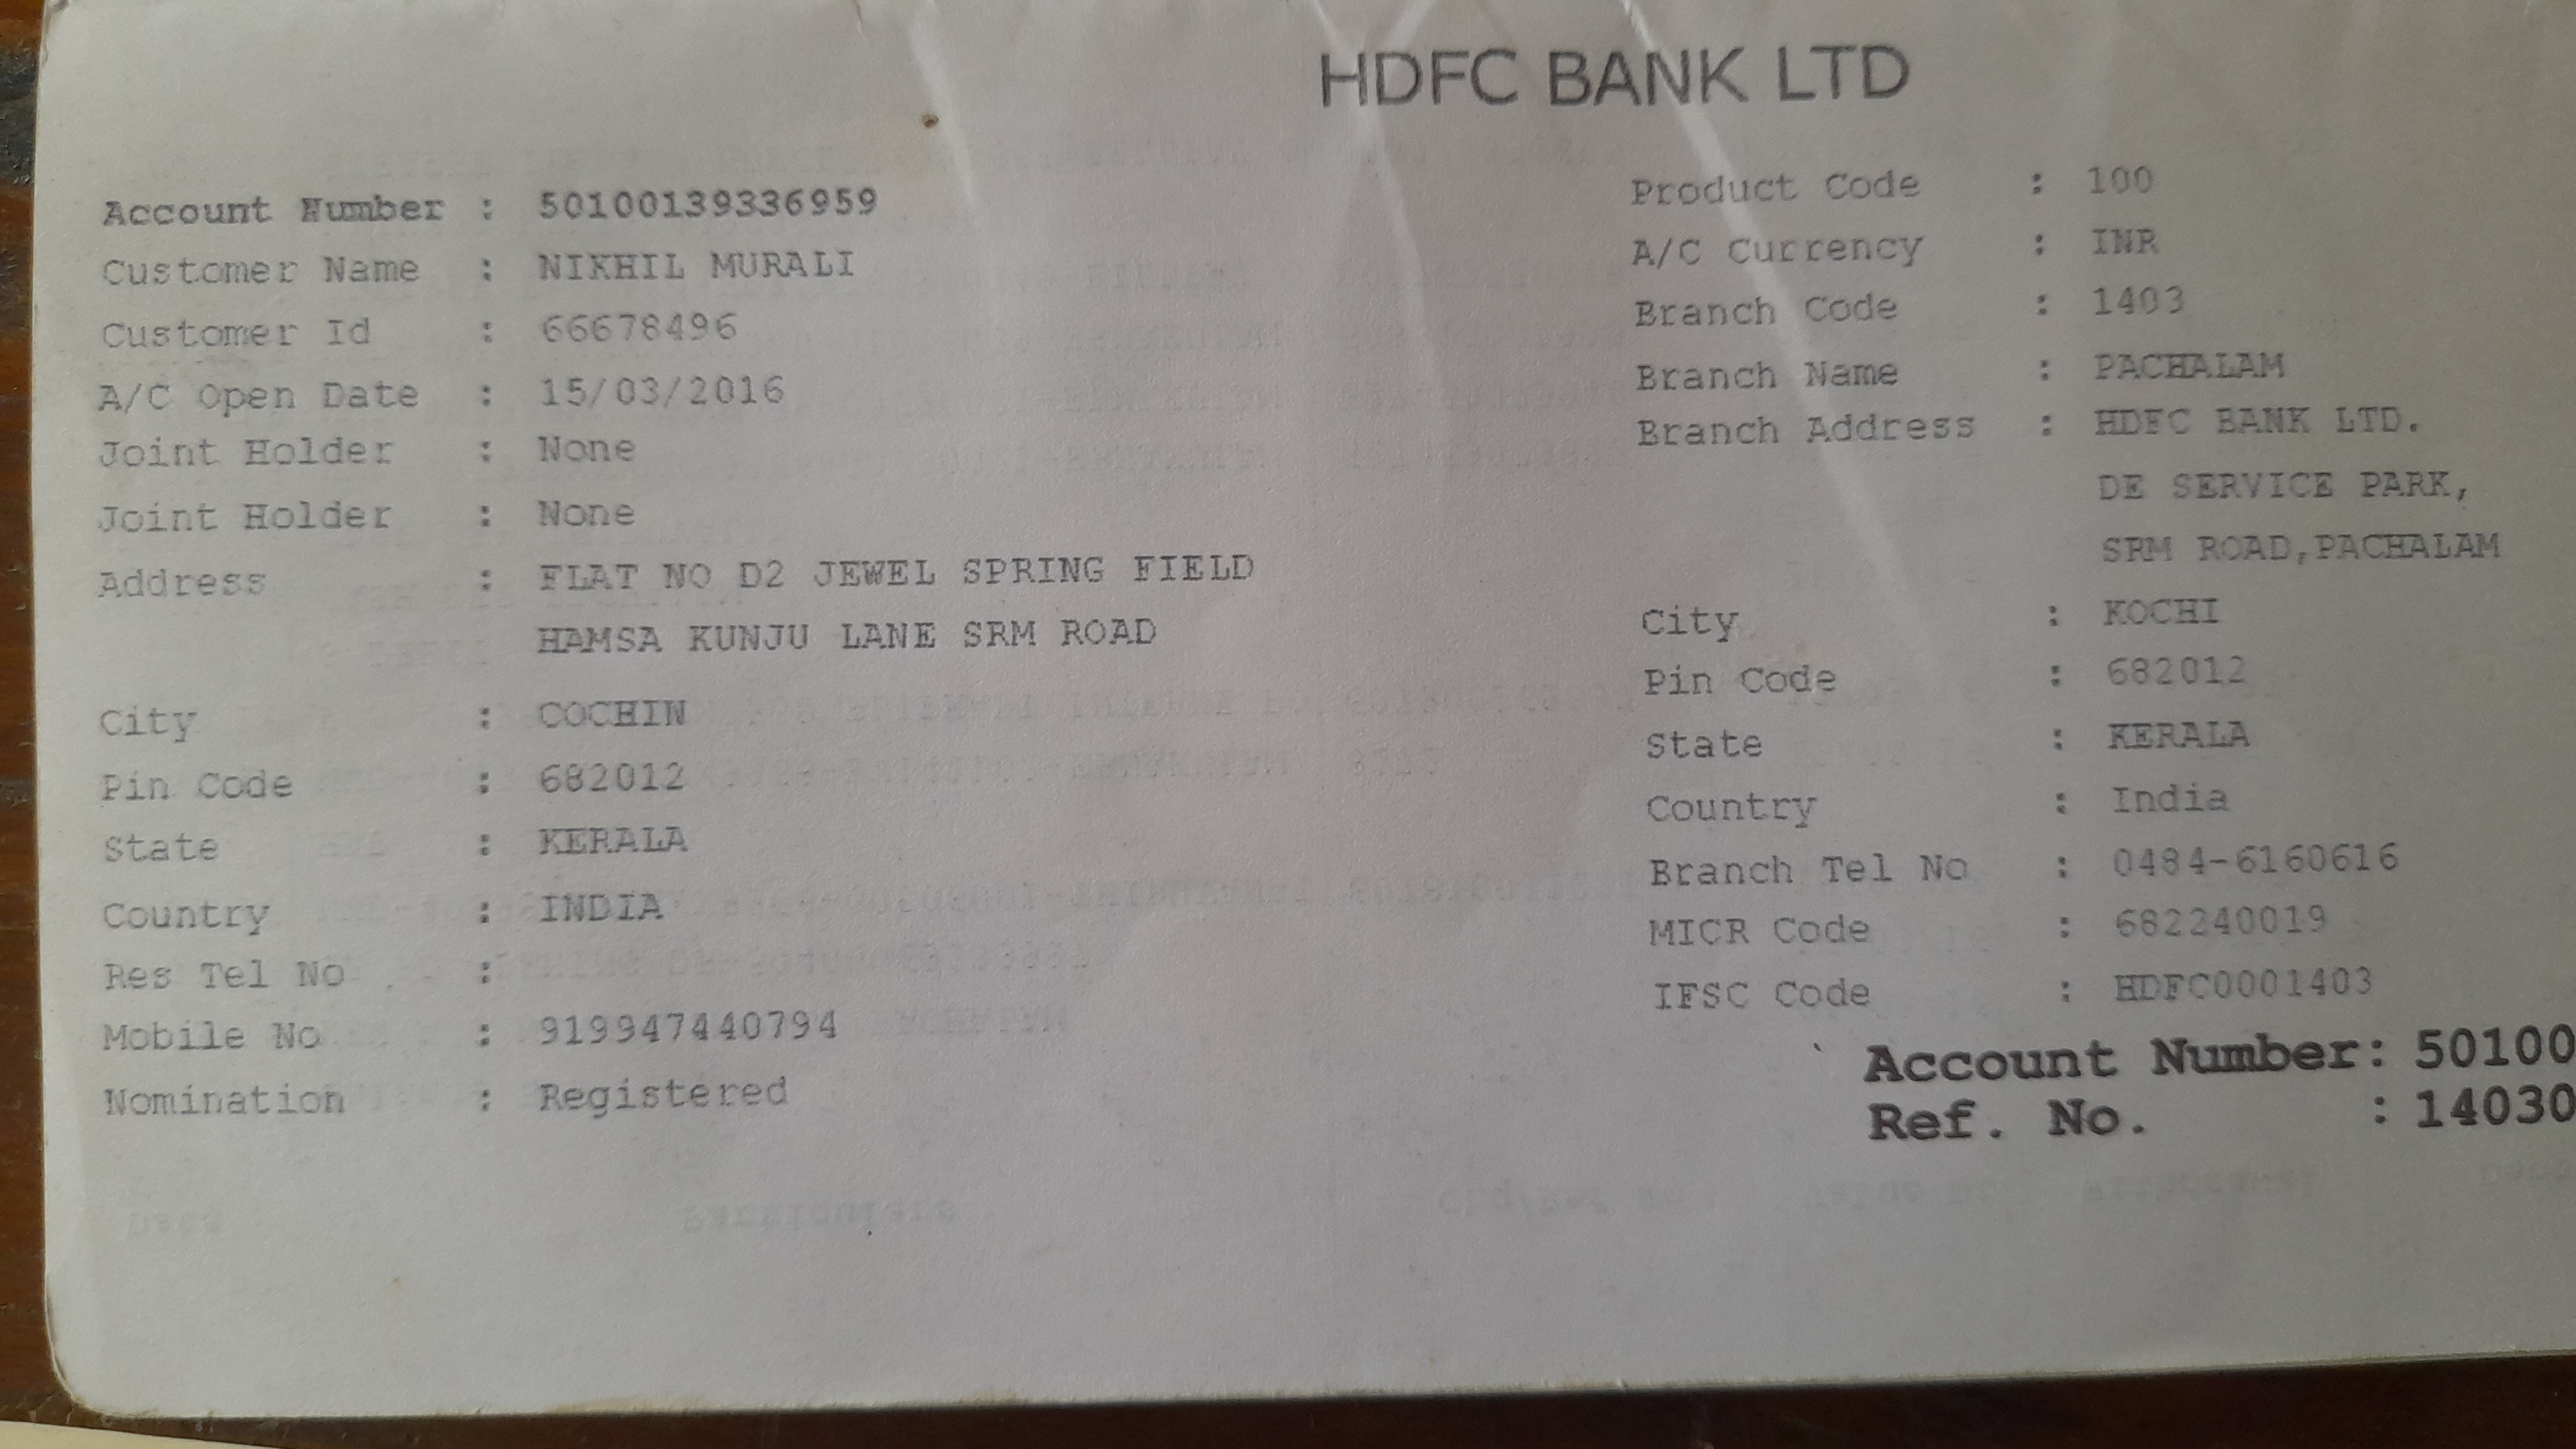 HDFC BANK LTD
Account Number : 50100139336959
Customer Name : NIKHIL MURALI
Customer Id : 66678496
A/C Open Date : 15/03/2016
Joint Holder : None
Joint Holder : None
Address : FLAT NO D2 JEWEL SPRING FIELD
HAMSA KUNJU LANE SRM ROAD
City : COCHIN
Pin Code : 682012
State : KERALA
Country : INDIA
Res Tel No :
Mobile No : 919947440794
Nomination : Registered
Product Code : 100
A/C Currency : INR
Branch Code : 1403
Branch Name : PACHALAM
Branch Address : HDFC BANK LTD.
DE SERVICE PARK,
SRM ROAD,PACHALAM
City : KOCHI
Pin Code : 682012
State : KERALA
Country : India
Branch Tel No : 0484-6160616
MICR Code : 682240019
IFSC Code : HDFC0001403
Account Number: 50100
Ref. No. : 14030